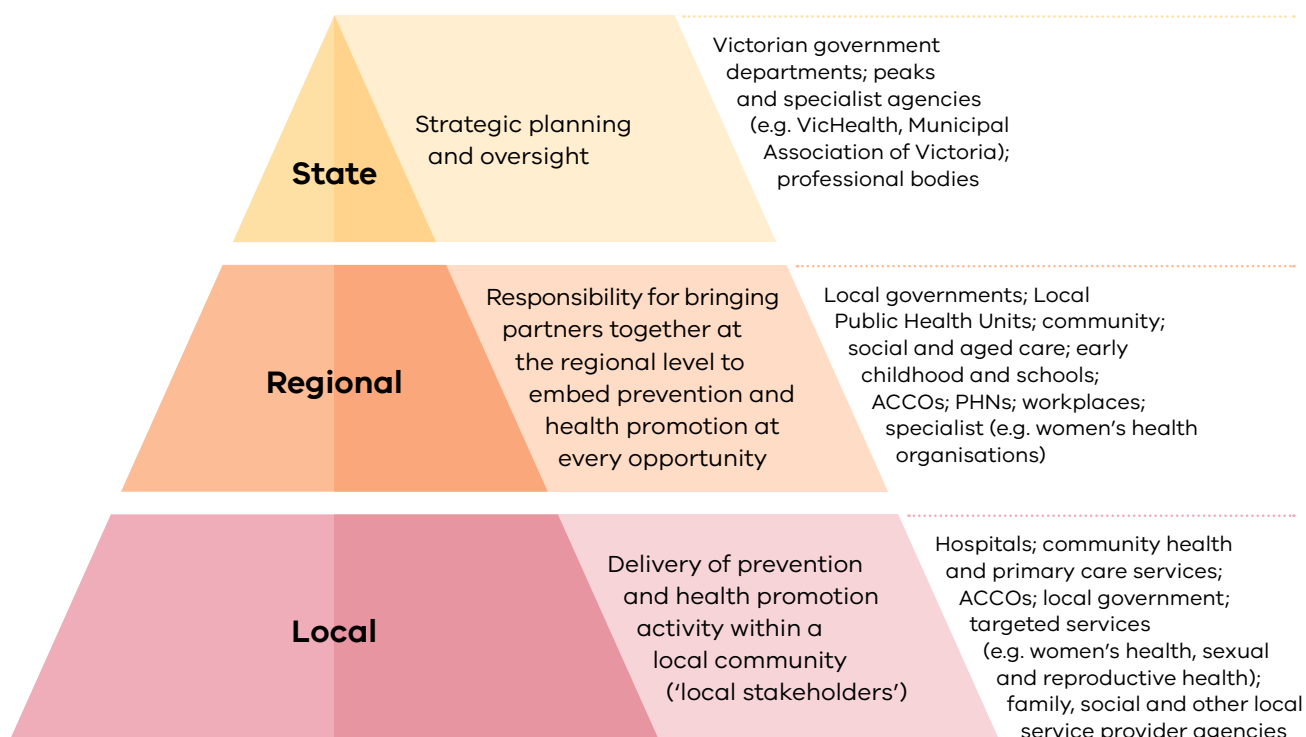 State
Strategic planning
and oversight
Victorian government
departments; peaks
and specialist agencies
(e.g. VicHealth, Municipal
Association of Victoria);
professional bodies
Regional
Responsibility for bringing
partners together at
the regional level to
embed prevention and
health promotion at
every opportunity
Local governments; Local
Public Health Units; community;
social and aged care; early
childhood and schools;
ACCOs; PHNs; workplaces;
specialist (e.g. women’s health
organisations)
Local
Delivery of prevention
and health promotion
activity within a
local community
(‘local stakeholders’)
Hospitals; community health
and primary care services;
ACCOs; local government;
targeted services
(e.g. women’s health, sexual
and reproductive health);
family, social and other local
service provider agencies